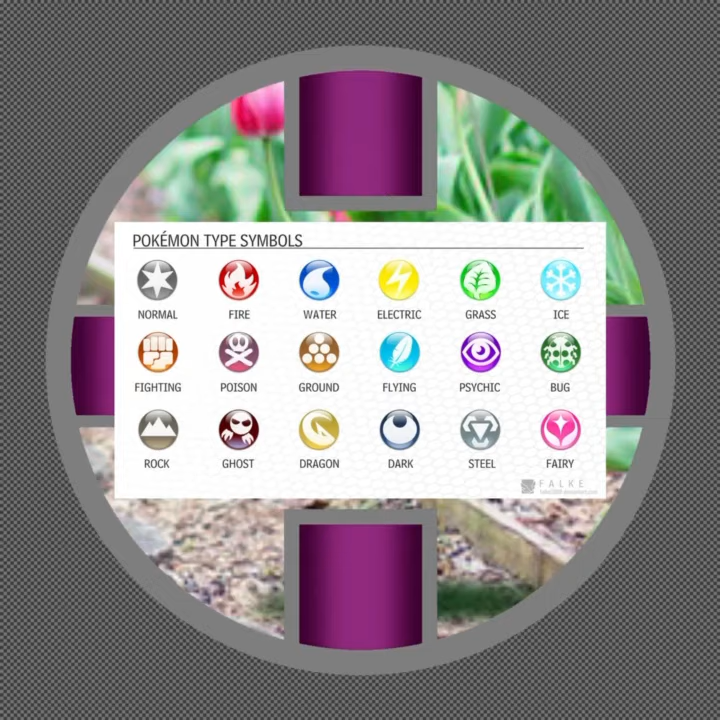 POKÉMON TYPE SYMBOLS
NORMAL FIRE WATER ELECTRIC GRASS ICE
FIGHTING POISON GROUND FLYING PSYCHIC BUG
ROCK GHOST DRAGON DARK STEEL FAIRY
FALKE